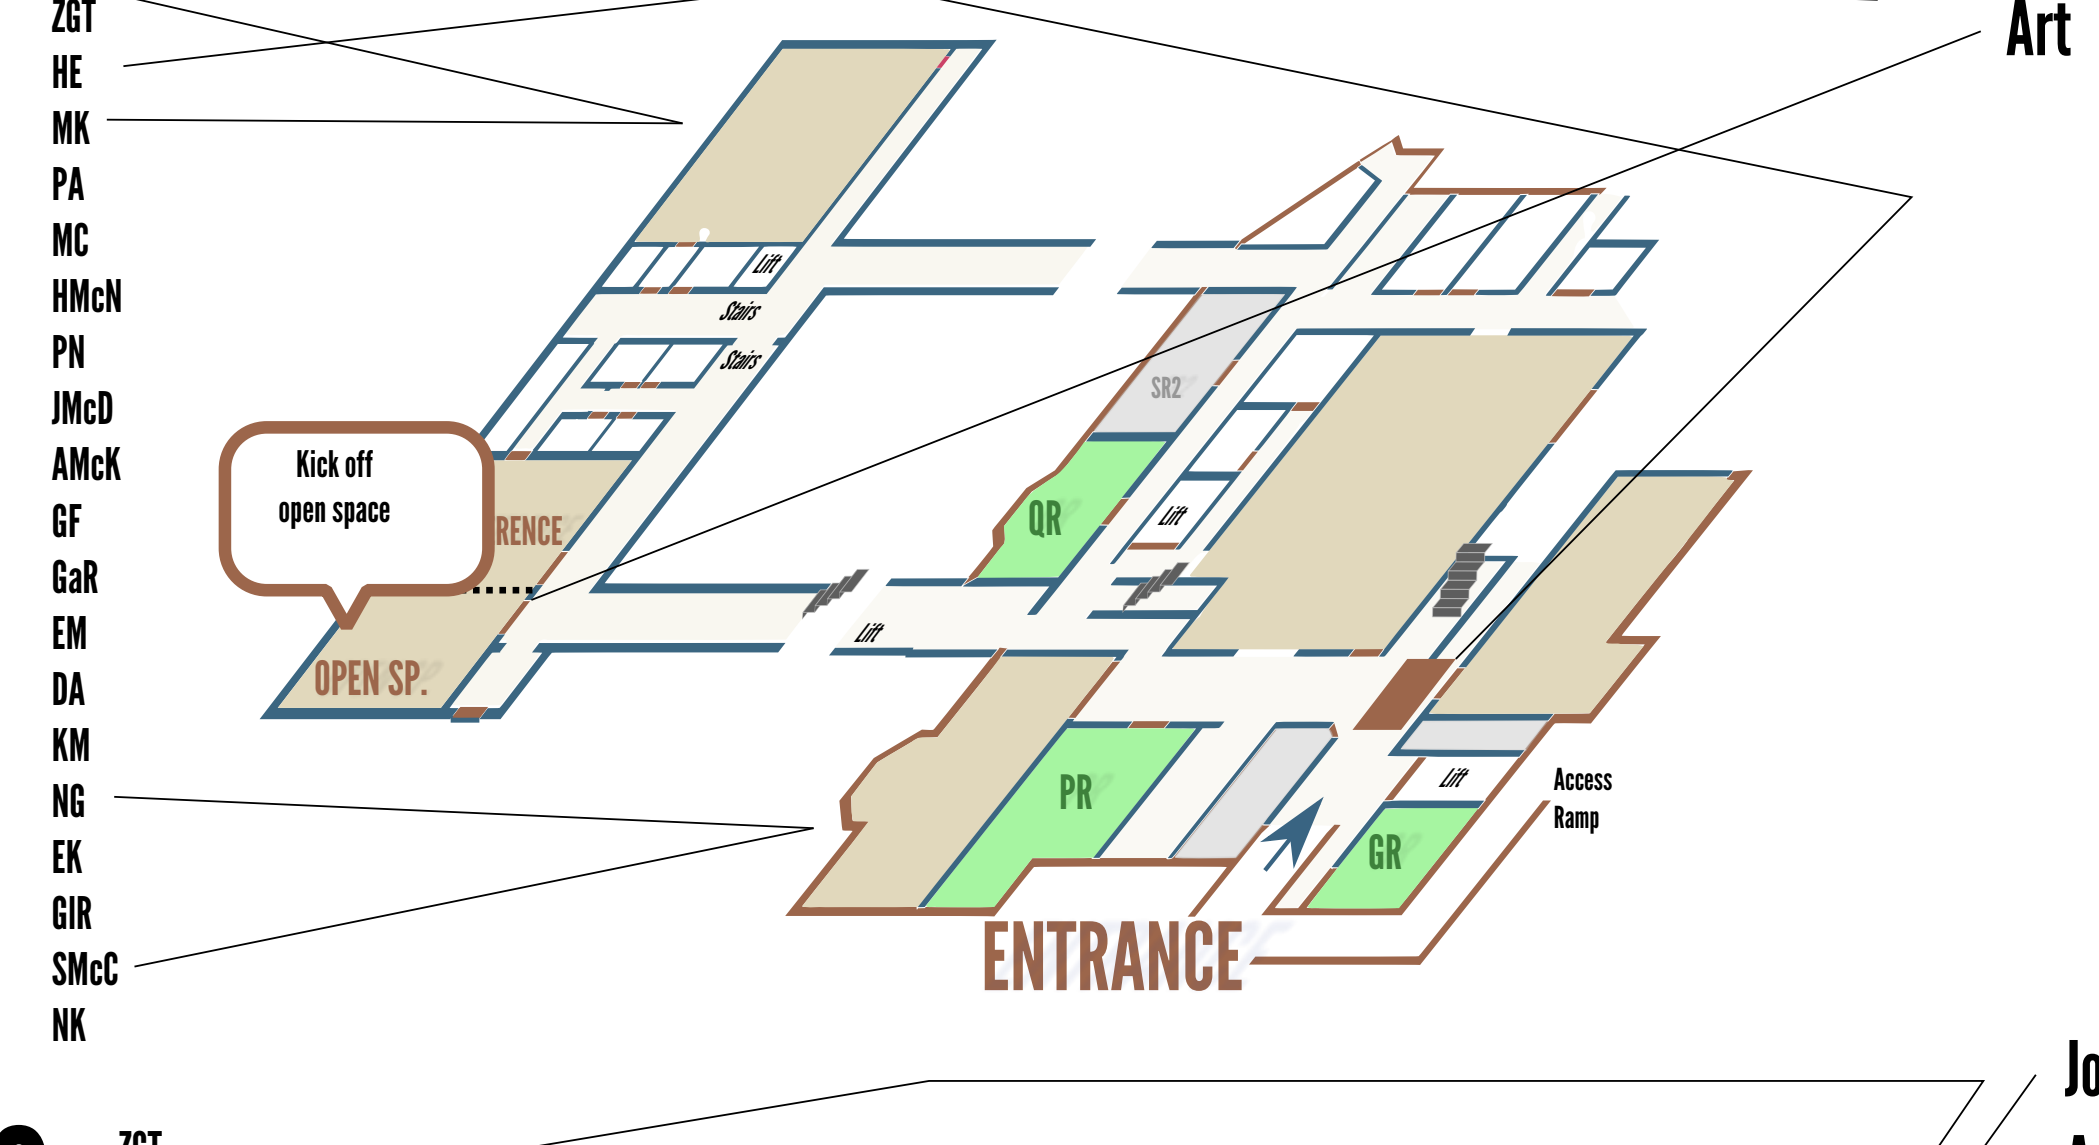 ZGT
HE
MK
PA
MC
HMcN
PN
JMcD
AMcK
GF
GaR
EM
DA
KM
NG
EK
GIR
SMcC
NK
ZGT
Art
Lift
Stairs
Stairs
Kick off
open space
RENCE
OPEN SP.
SR2
QR
Lift
Lift
PR
Lift
GR
Access
Ramp
ENTRANCE
Jo